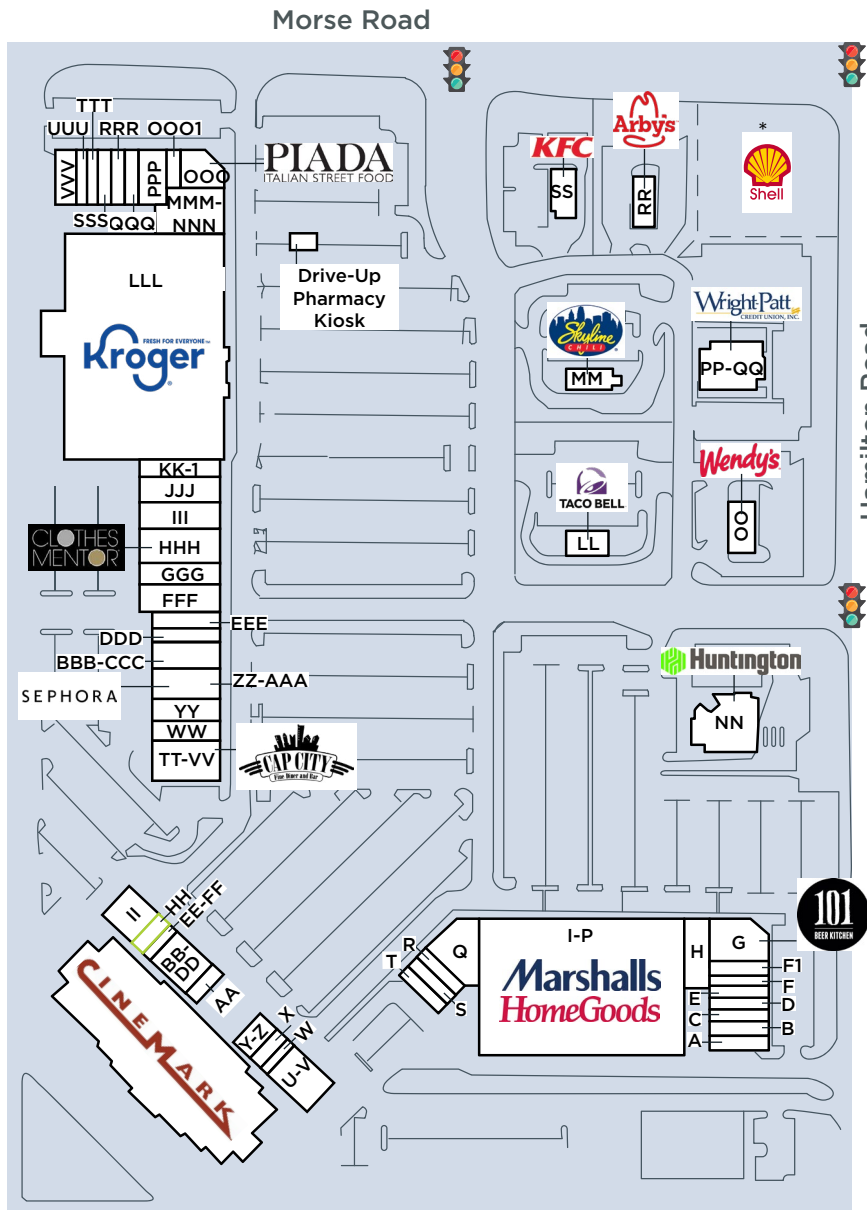 Morse Road
TTT
UUU RRR OOO1
VVV
PPP
OOO
PIADA
ITALIAN STREET FOOD
SSS QQQ
MMM-
NNN
KFC
SS
Arby's
RR
*
Shell
LLL
FRESH FOR EVERYONE™
Kroger
Drive-Up
Pharmacy
Kiosk
Skyline
CHILI
MM
Wright-Patt
CREDIT UNION, INC.
PP-QQ
Hamilton Road
KK-1
JJJ
III
CLOTHES
MENTOR
HHH
GGG
FFF
TACO BELL
LL
Wendy's
OO
EEE
DDD
BBB-CCC
SEPHORA
ZZ-AAA
YY
WW
TT-VV
CAP CITY
Fine Diner and Bar
Huntington
NN
II
HH
EE-FF
BB-
DD
AA
CINEMARK
Y-Z
X
W
U-V
T
R
Q
S
I-P
Marshalls
HomeGoods
H
G
101
BEER KITCHEN
F1
F
E
D
C
B
A